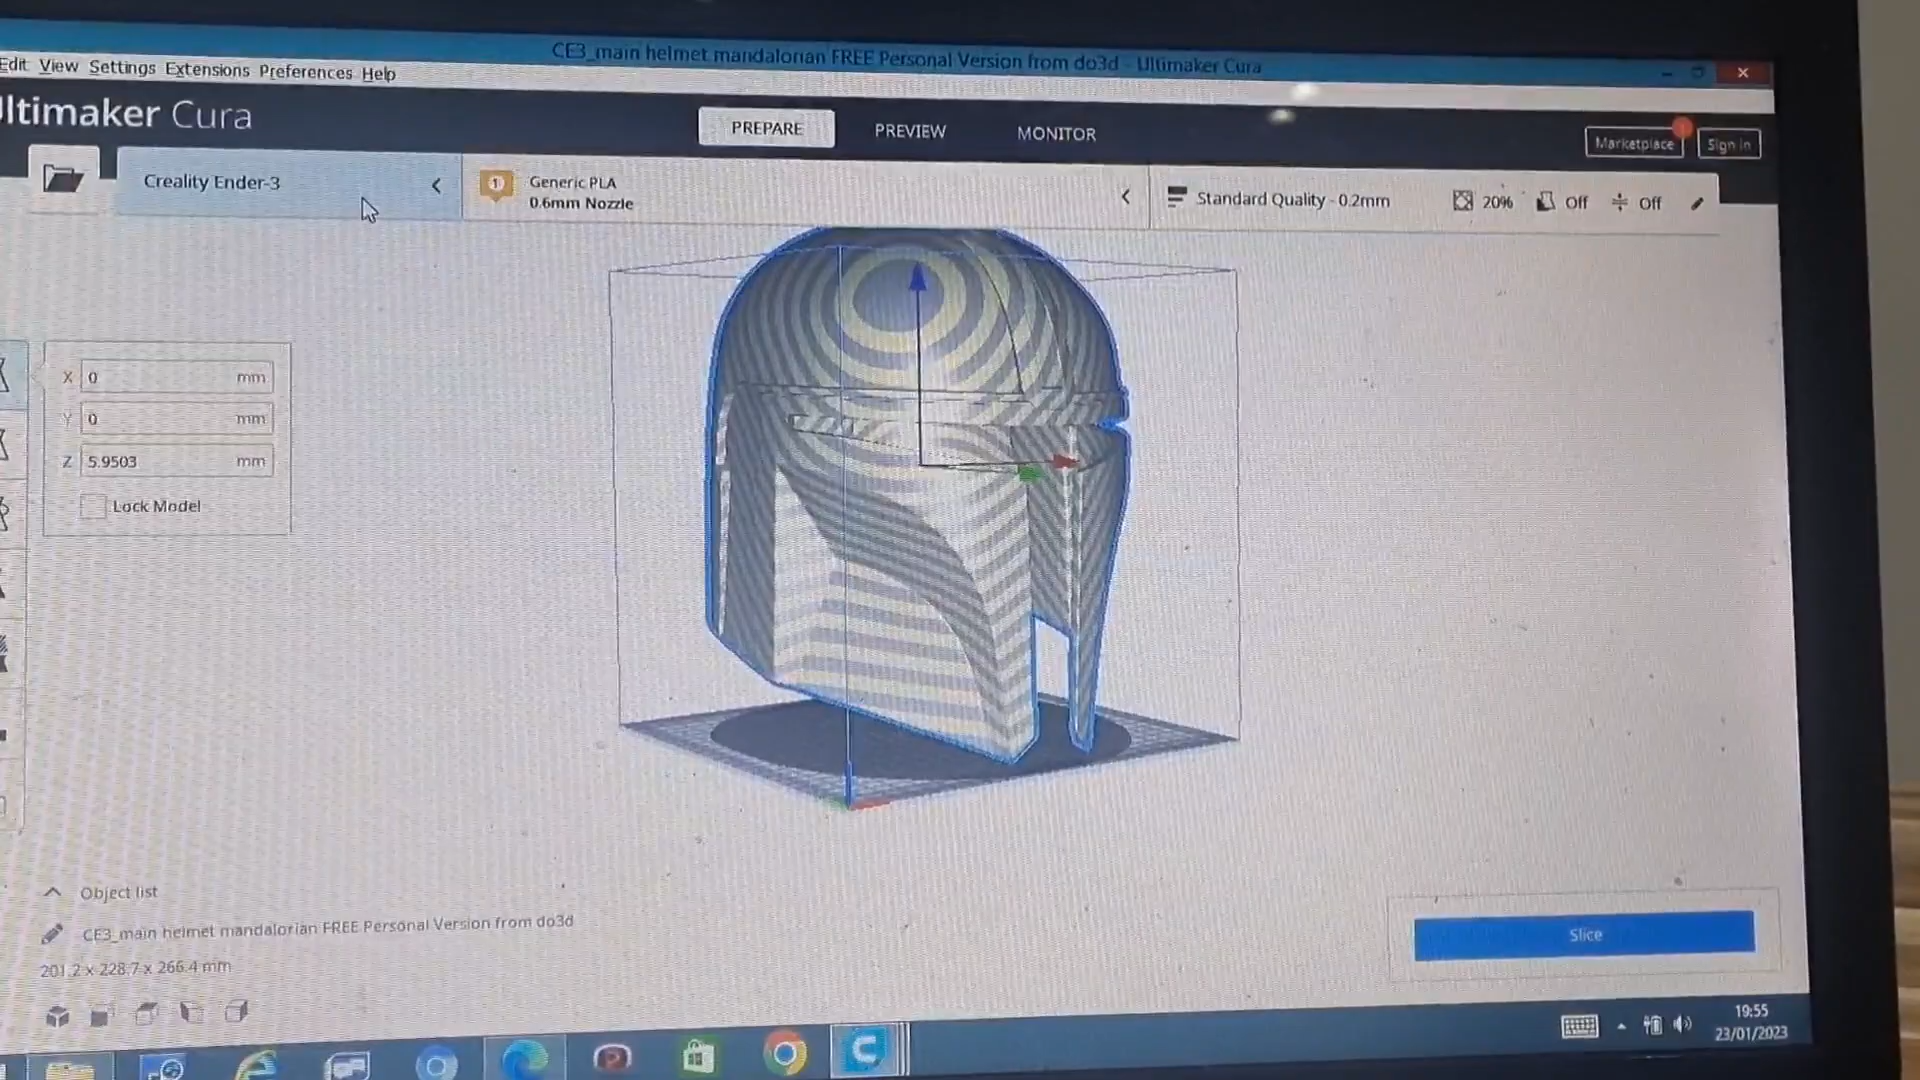 CE3_main helmet mandalorian FREE Personal Version from do3d - Ultimaker Cura
Edit View Settings Extensions Preferences Help
Ultimaker Cura
PREPARE
PREVIEW
MONITOR
Marketplace
Sign in
Creality Ender-3
1
Generic PLA
0.6mm Nozzle
Standard Quality - 0.2mm
20%
Off
Off
X 0 mm
Y 0 mm
Z 5.9503 mm
Lock Model
Object list
CE3_main helmet mandalorian FREE Personal Version from do3d
201.2 x 228.7 x 266.4 mm
Slice
19:55
23/01/2023